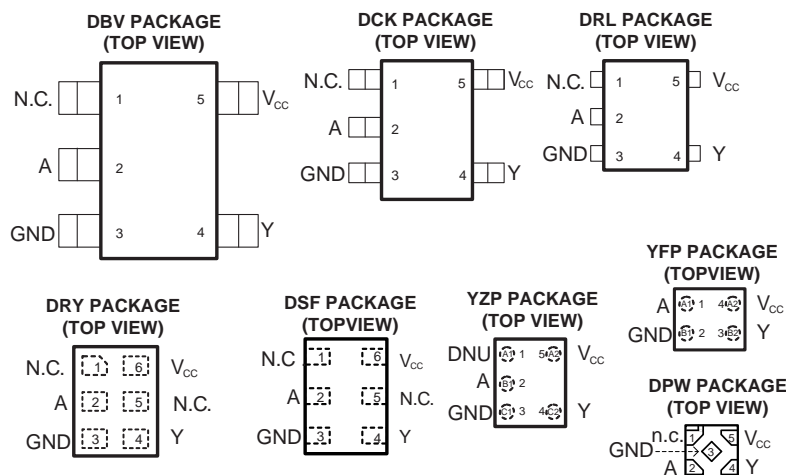 DBV PACKAGE
(TOP VIEW)
N.C. 1 5 VCC
A 2
GND 3 4 Y
DCK PACKAGE
(TOP VIEW)
N.C. 1 5 VCC
A 2
GND 3 4 Y
DRL PACKAGE
(TOP VIEW)
N.C. 1 5 VCC
A 2
GND 3 4 Y
DRY PACKAGE
(TOP VIEW)
N.C. 1 6 VCC
A 2 5 N.C.
GND 3 4 Y
DSF PACKAGE
(TOPVIEW)
N.C 1 6 VCC
A 2 5 N.C.
GND 3 4 Y
YZP PACKAGE
(TOP VIEW)
DNU A1 1 5 A2 VCC
A B1 2
GND C1 3 4 C2 Y
YFP PACKAGE
(TOPVIEW)
A A1 1 4 A2 VCC
GND B1 2 3 B2 Y
DPW PACKAGE
(TOP VIEW)
n.c. 1 5 VCC
GND 3
A 2 4 Y